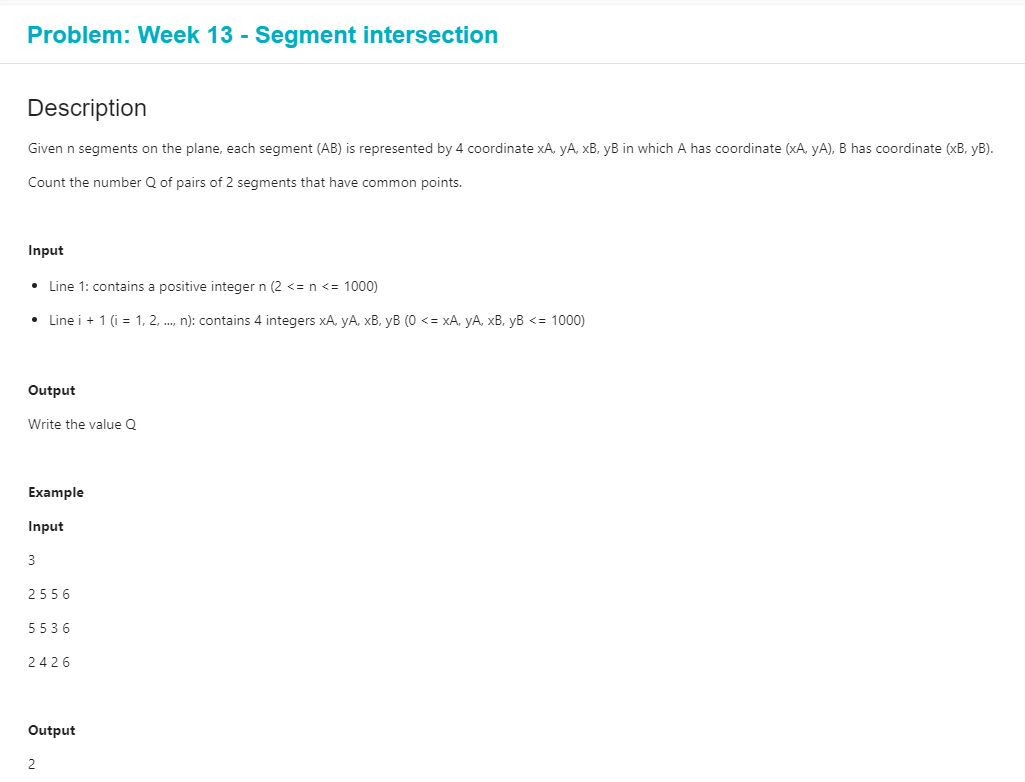 Problem: Week 13 - Segment intersection
Description
Given n segments on the plane, each segment (AB) is represented by 4 coordinate xA, yA, xB, yB in which A has coordinate (xA, yA), B has coordinate (xB, yB).
Count the number Q of pairs of 2 segments that have common points.
Input
• Line 1: contains a positive integer n (2 <= n <= 1000)
• Line i + 1 (i = 1, 2, ..., n): contains 4 integers xA, yA, xB, yB (0 <= xA, yA, xB, yB <= 1000)
Output
Write the value Q
Example
Input
3
2 5 5 6
5 5 3 6
2 4 2 6
Output
2